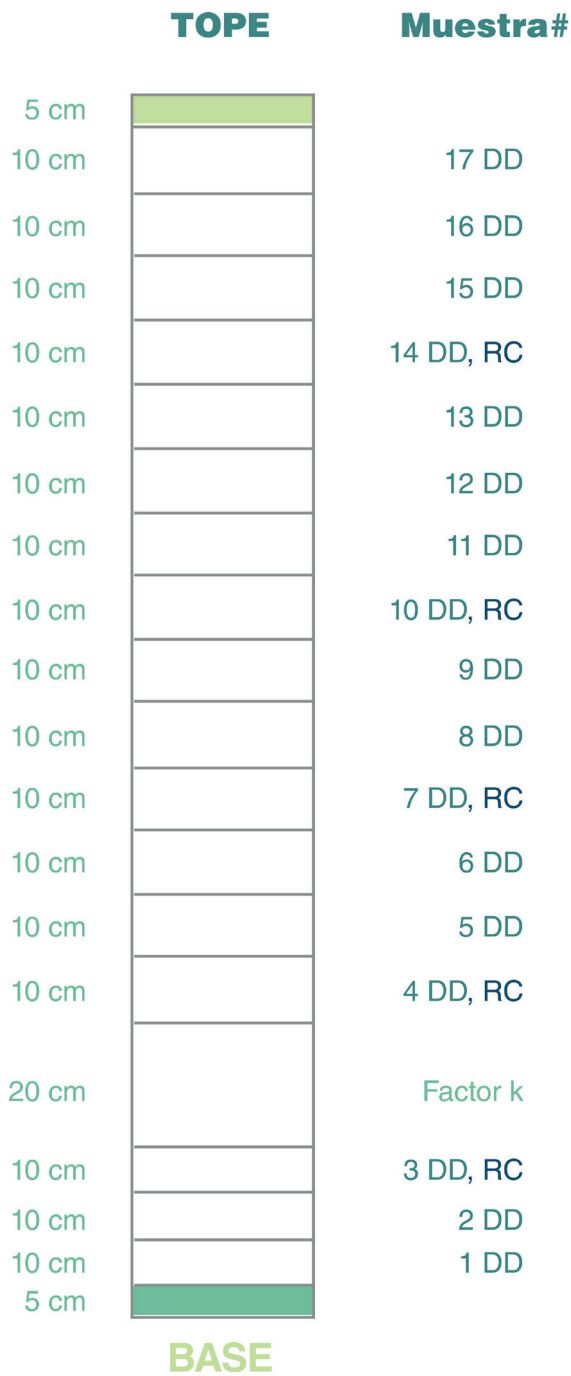 TOPE Muestra#
5 cm
10 cm 17 DD
10 cm 16 DD
10 cm 15 DD
10 cm 14 DD, RC
10 cm 13 DD
10 cm 12 DD
10 cm 11 DD
10 cm 10 DD, RC
10 cm 9 DD
10 cm 8 DD
10 cm 7 DD, RC
10 cm 6 DD
10 cm 5 DD
10 cm 4 DD, RC
20 cm Factor k
10 cm 3 DD, RC
10 cm 2 DD
10 cm 1 DD
5 cm
BASE